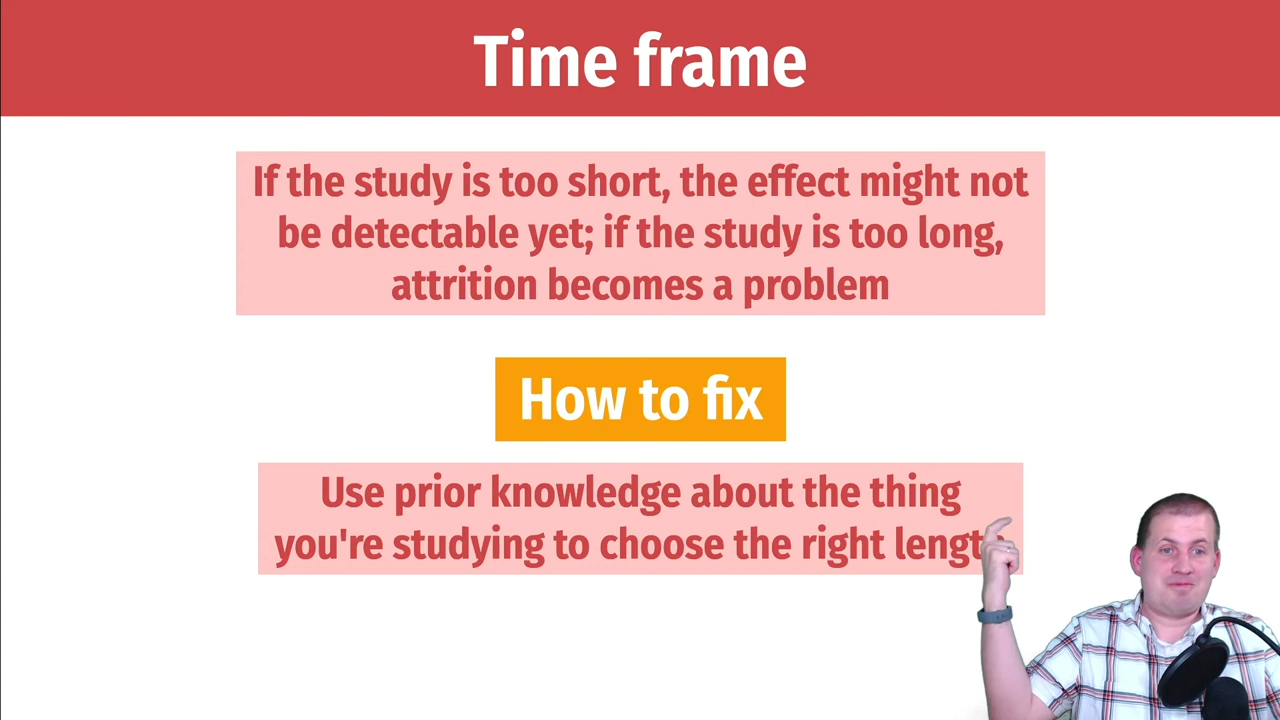 Time frame
If the study is too short, the effect might not
be detectable yet; if the study is too long,
attrition becomes a problem
How to fix
Use prior knowledge about the thing
you're studying to choose the right